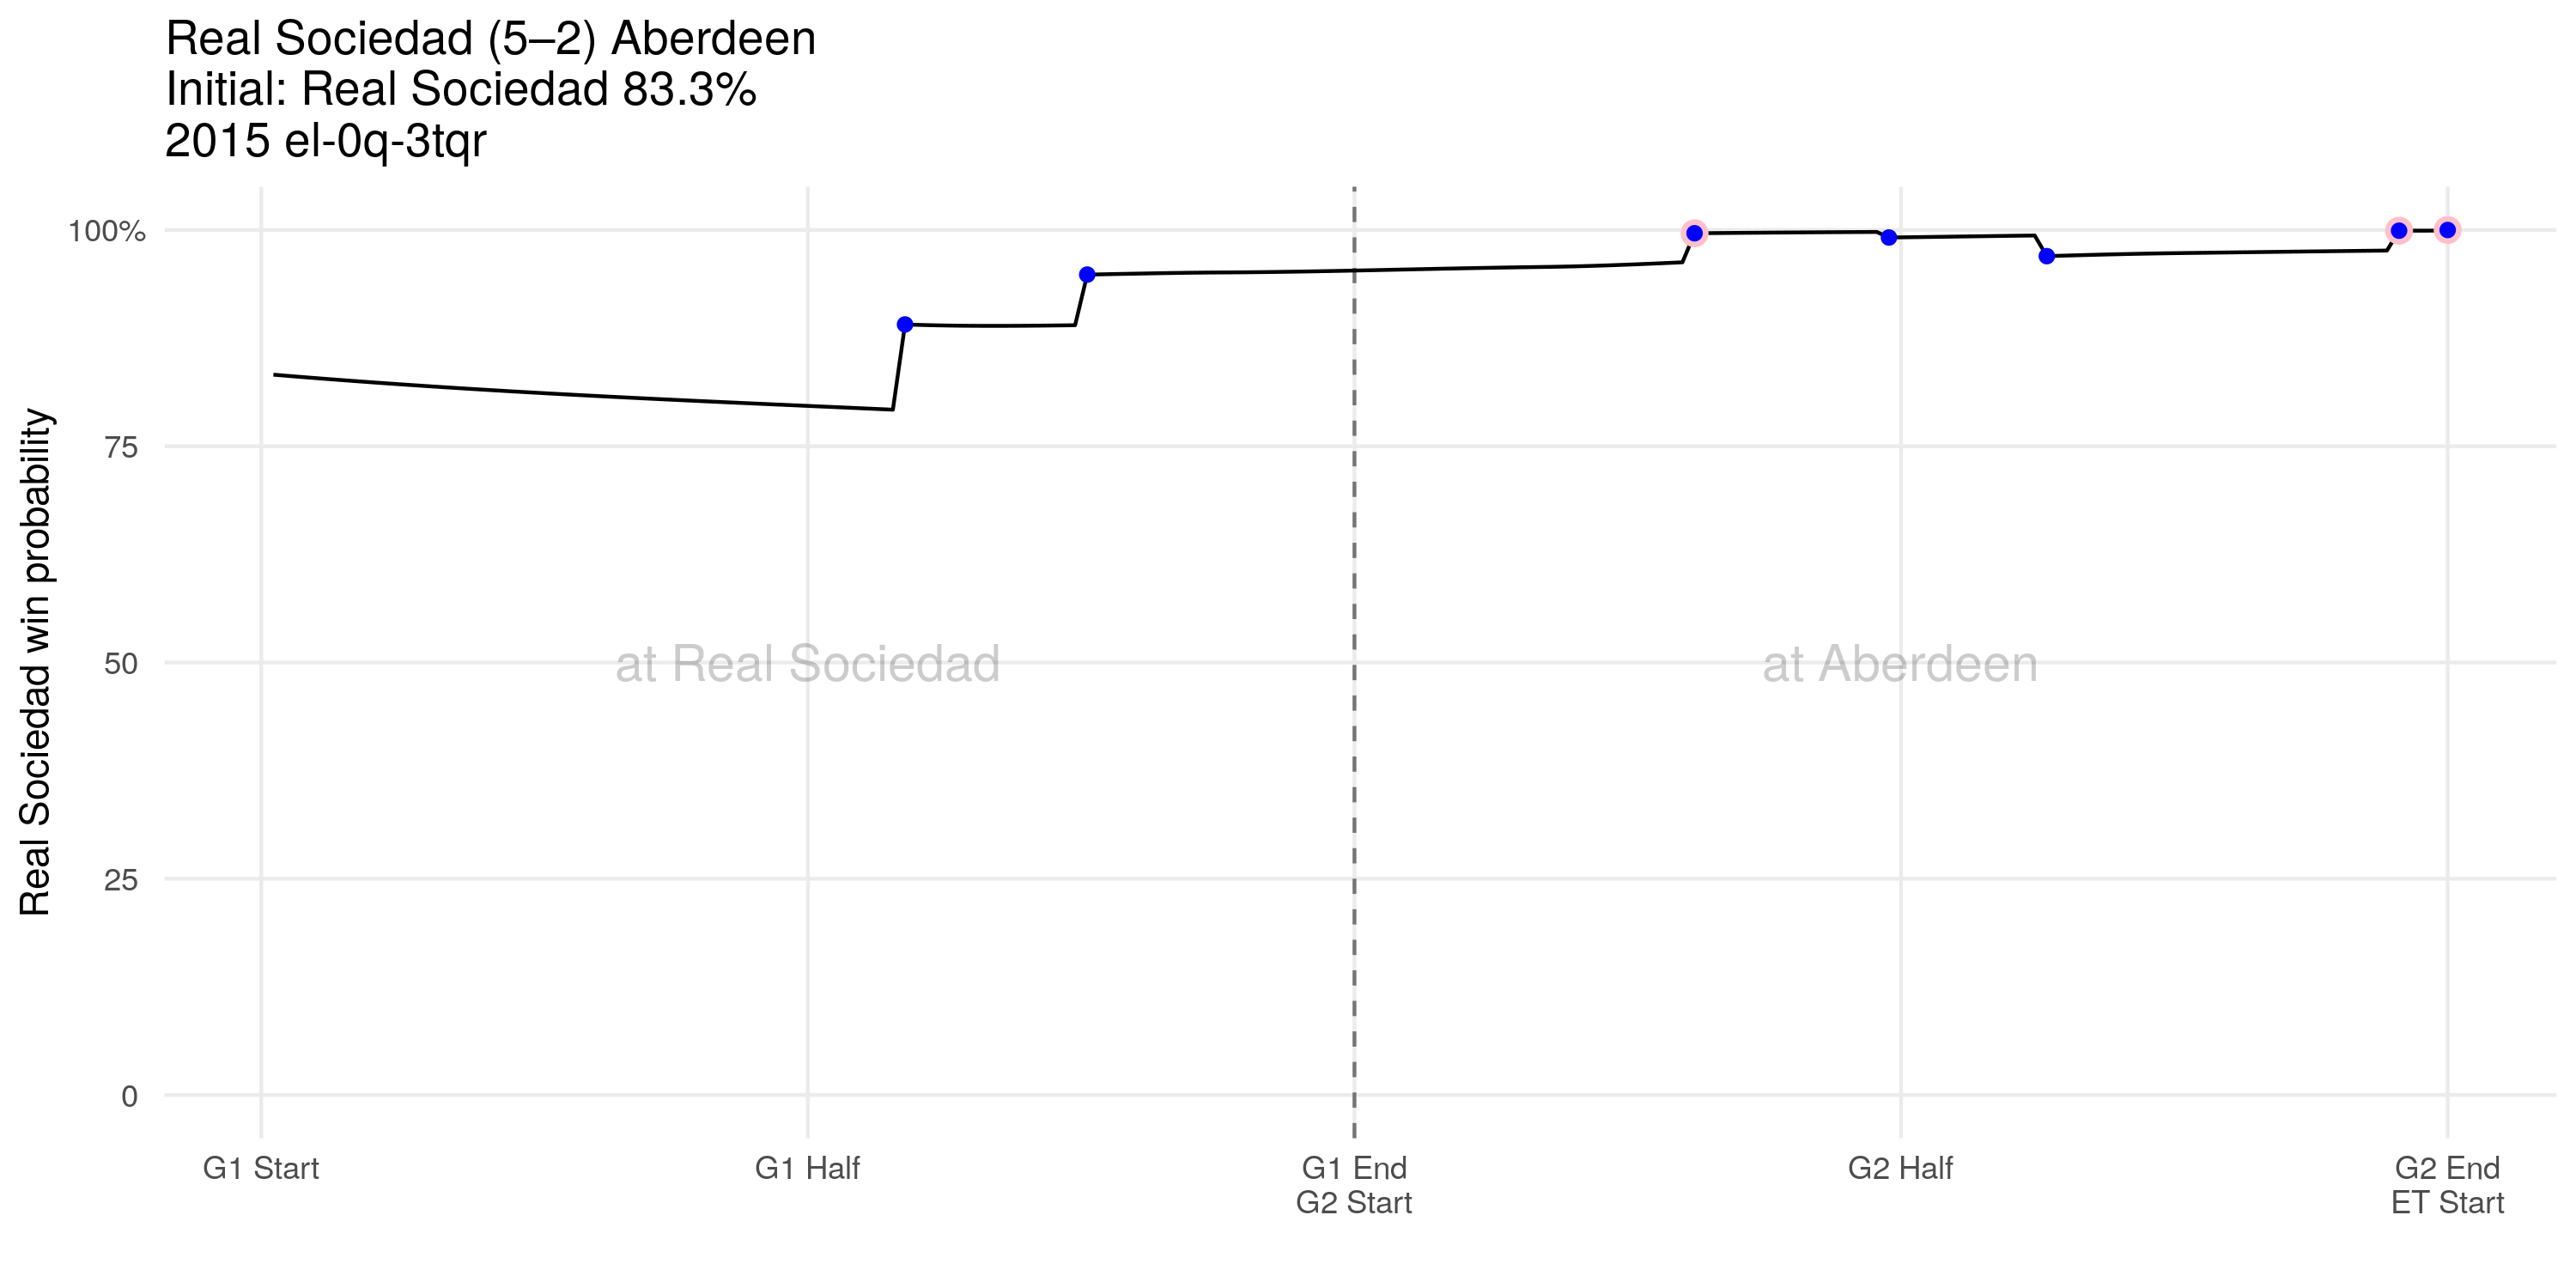 Real Sociedad (5–2) Aberdeen
Initial: Real Sociedad 83.3%
2015 el-0q-3tqr
Real Sociedad win probability
100%
75
50
25
0
at Real Sociedad
at Aberdeen
G1 Start
G1 Half
G1 End
G2 Start
G2 Half
G2 End
ET Start